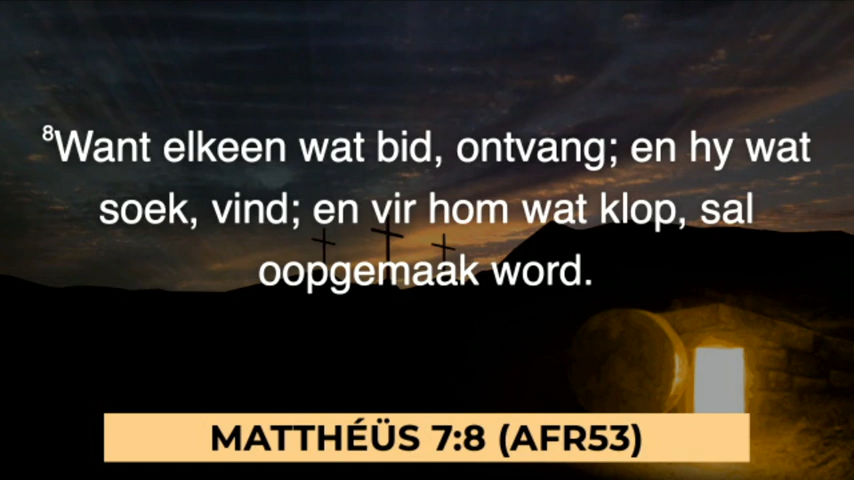 ⁸Want elkeen wat bid, ontvang; en hy wat
soek, vind; en vir hom wat klop, sal
oopgemaak word.
MATTHÉÜS 7:8 (AFR53)